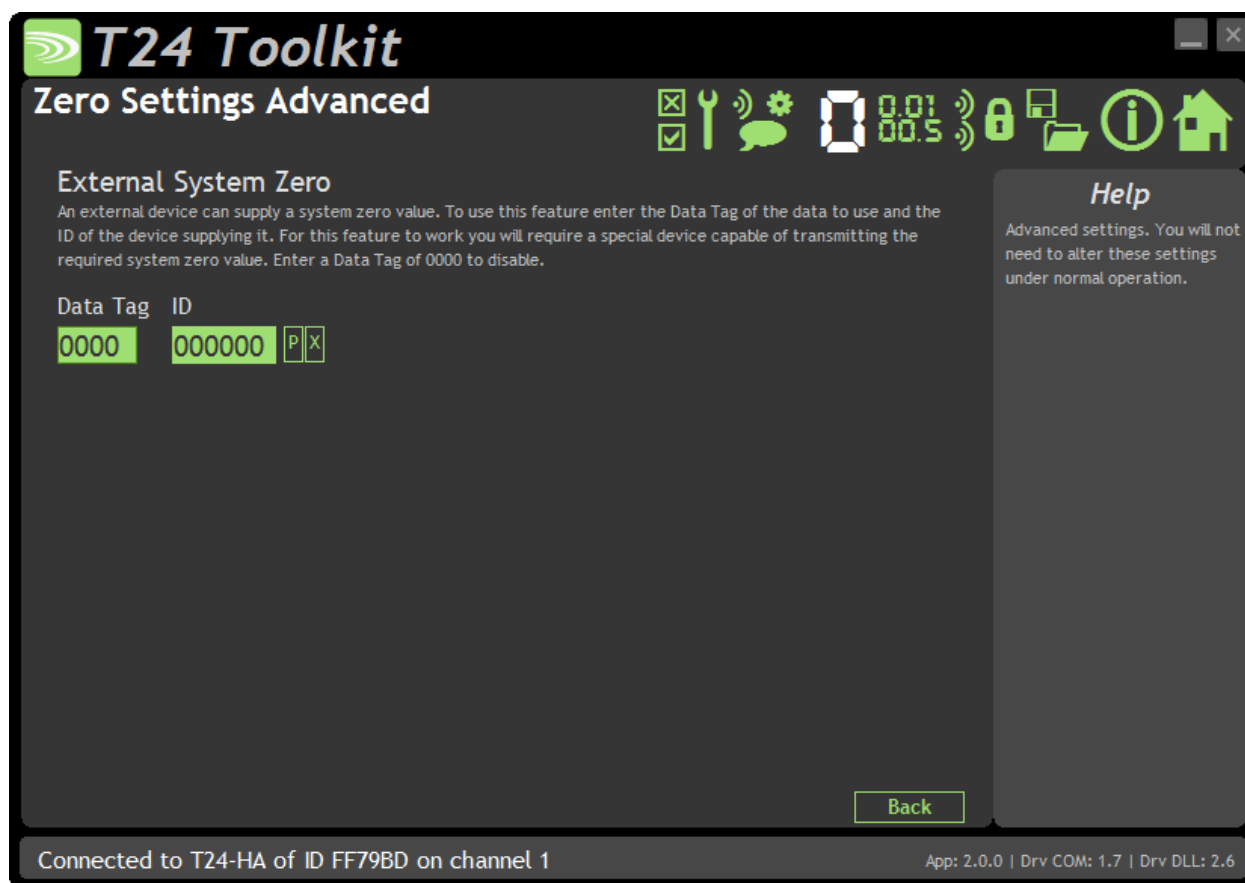 T24 Toolkit
Zero Settings Advanced
0
0.01
00.5
External System Zero
An external device can supply a system zero value. To use this feature enter the Data Tag of the data to use and the
ID of the device supplying it. For this feature to work you will require a special device capable of transmitting the
required system zero value. Enter a Data Tag of 0000 to disable.
Data Tag ID
0000 000000 P X
Back
Help
Advanced settings. You will not
need to alter these settings
under normal operation.
Connected to T24-HA of ID FF79BD on channel 1
App: 2.0.0 | Drv COM: 1.7 | Drv DLL: 2.6